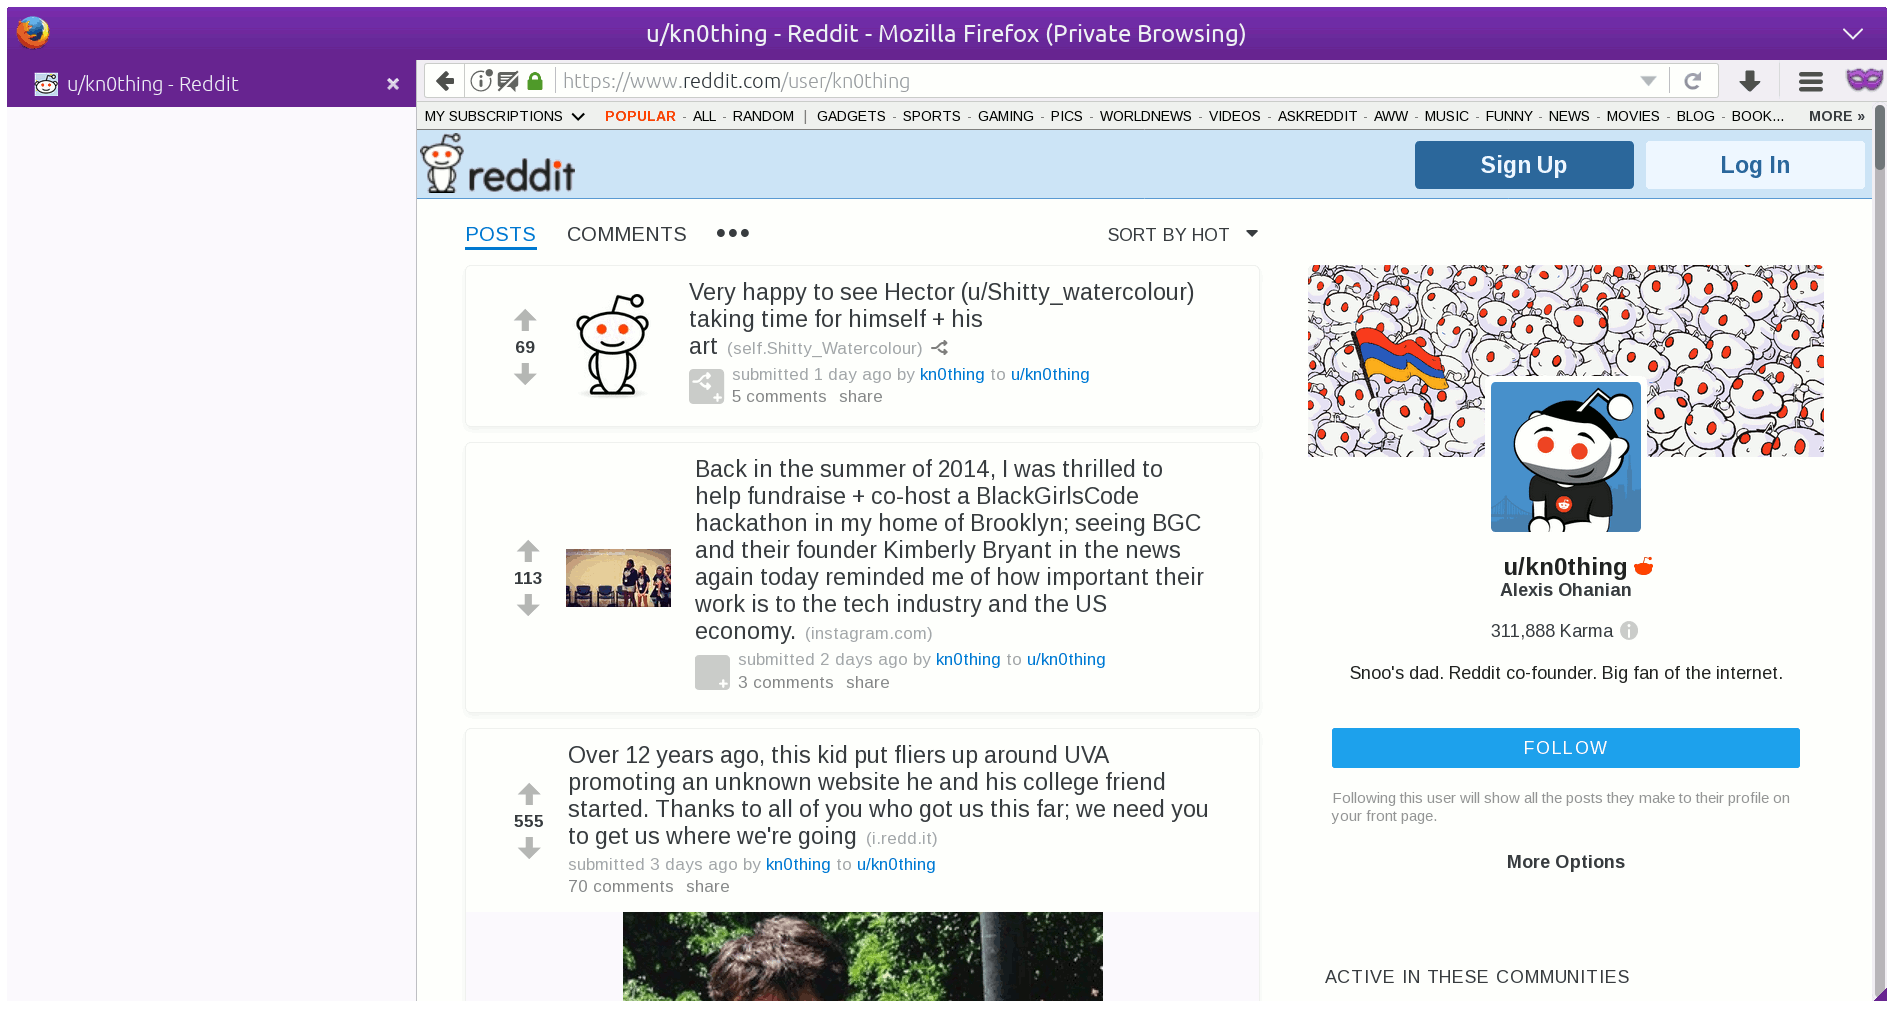 u/kn0thing - Reddit - Mozilla Firefox (Private Browsing)
u/kn0thing - Reddit
https://www.reddit.com/user/kn0thing
MY SUBSCRIPTIONS POPULAR - ALL - RANDOM | GADGETS - SPORTS - GAMING - PICS - WORLDNEWS - VIDEOS - ASKREDDIT - AWW - MUSIC - FUNNY - NEWS - MOVIES - BLOG - BOOK... MORE »
reddit
Sign Up
Log In
POSTS COMMENTS ••• SORT BY HOT
Very happy to see Hector (u/Shitty_watercolour)
taking time for himself + his
art (self.Shitty_Watercolour)
69
submitted 1 day ago by kn0thing to u/kn0thing
5 comments share
Back in the summer of 2014, I was thrilled to
help fundraise + co-host a BlackGirlsCode
hackathon in my home of Brooklyn; seeing BGC
and their founder Kimberly Bryant in the news
again today reminded me of how important their
work is to the tech industry and the US
economy. (instagram.com)
113
submitted 2 days ago by kn0thing to u/kn0thing
3 comments share
Over 12 years ago, this kid put fliers up around UVA
promoting an unknown website he and his college friend
started. Thanks to all of you who got us this far; we need you
to get us where we're going (i.redd.it)
555
submitted 3 days ago by kn0thing to u/kn0thing
70 comments share
u/kn0thing
Alexis Ohanian
311,888 Karma
Snoo's dad. Reddit co-founder. Big fan of the internet.
FOLLOW
Following this user will show all the posts they make to their profile on
your front page.
More Options
ACTIVE IN THESE COMMUNITIES